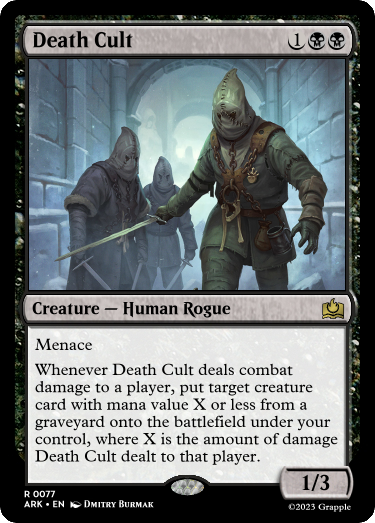 Death Cult 1
Creature — Human Rogue
Menace
Whenever Death Cult deals combat
damage to a player, put target creature
card with mana value X or less from a
graveyard onto the battlefield under your
control, where X is the amount of damage
Death Cult dealt to that player.
1/3
R 0077
ARK • EN Dmitry Burmak
©2023 Grapple